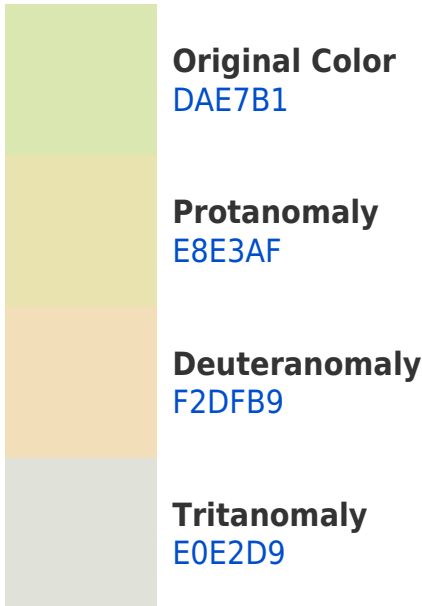 Original Color
DAE7B1
Protanomaly
E8E3AF
Deuteranomaly
F2DFB9
Tritanomaly
E0E2D9